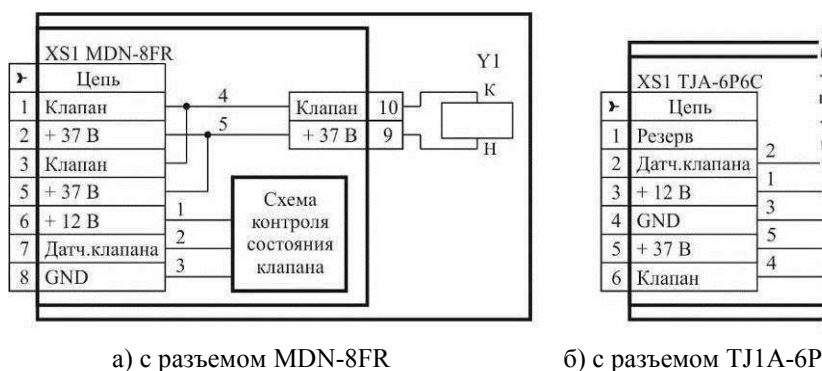 XS1 MDN-8FR
Цепь
1 Клапан
2 + 37 В
3 Клапан
5 + 37 В
6 + 12 В
7 Датч.клапана
8 GND
4
5
1
2
3
Клапан 10
+ 37 В 9
Схема
контроля
состояния
клапана
Y1
К
Н
а) с разъемом MDN-8FR
XS1 TJA-6P6C
Цепь
1 Резерв
2 Датч.клапана 2
3 + 12 В 1
4 GND 3
5 + 37 В 5
6 Клапан 4
б) с разъемом TJ1A-6P